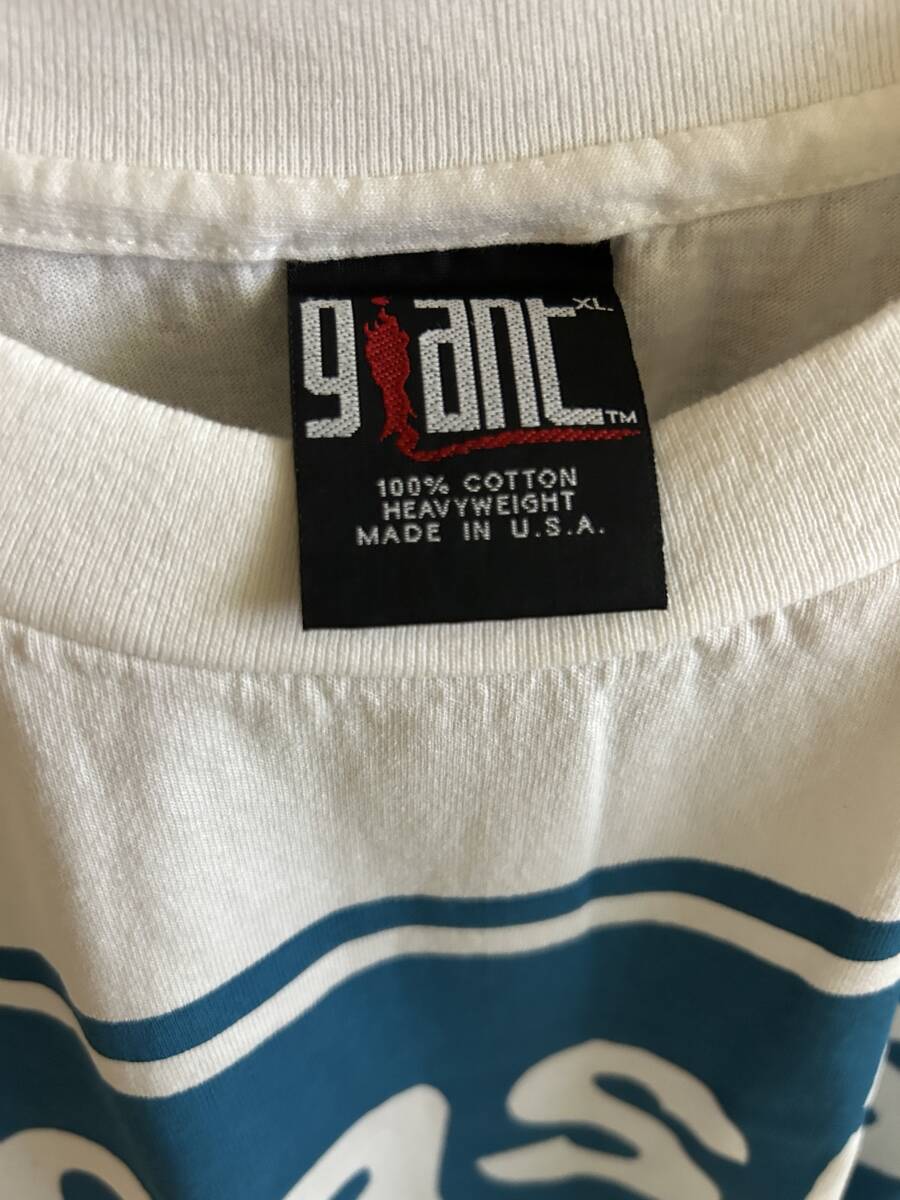 giant XL.
TM
100% COTTON
HEAVYWEIGHT
MADE IN U.S.A.